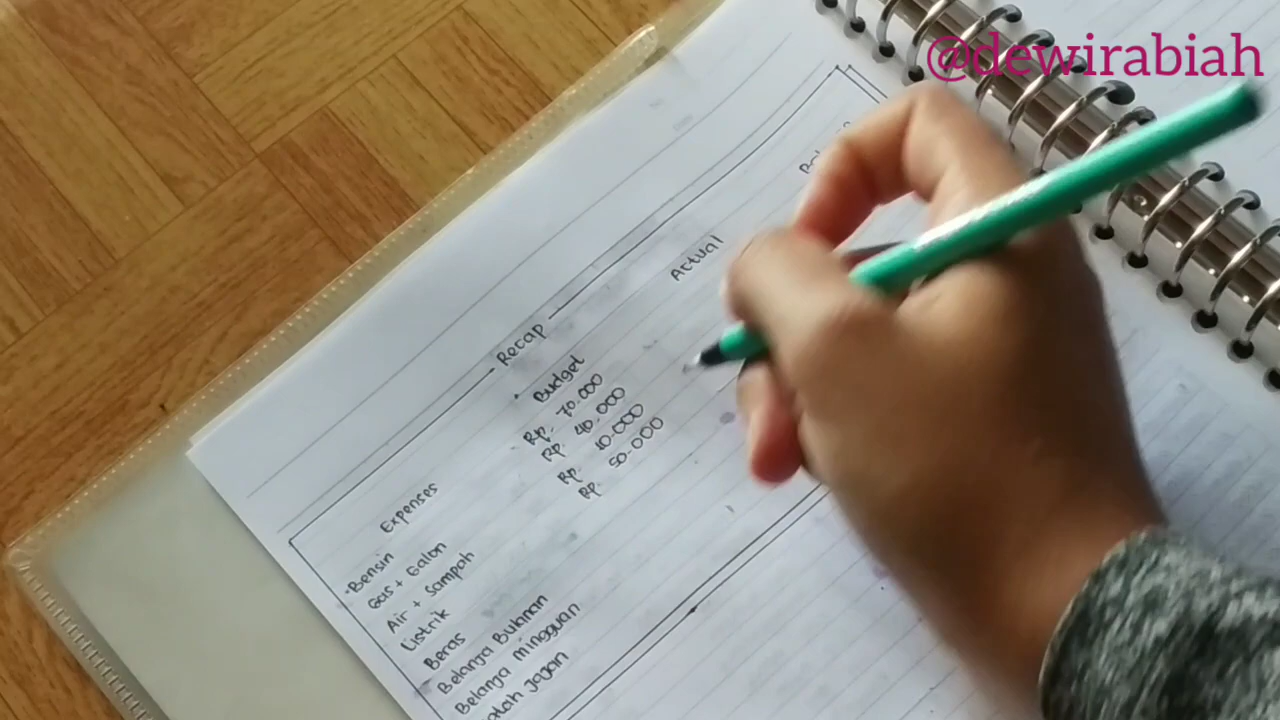 @dewirabiah
Recap
Expenses Budget Actual
Bensin Rp. 70.000
Gas + Galon Rp. 40.000
Air + Sampah Rp. 10.000
Listrik Rp. 50.000
Beras
Belanja Bulanan
Belanja Mingguan
Jajan